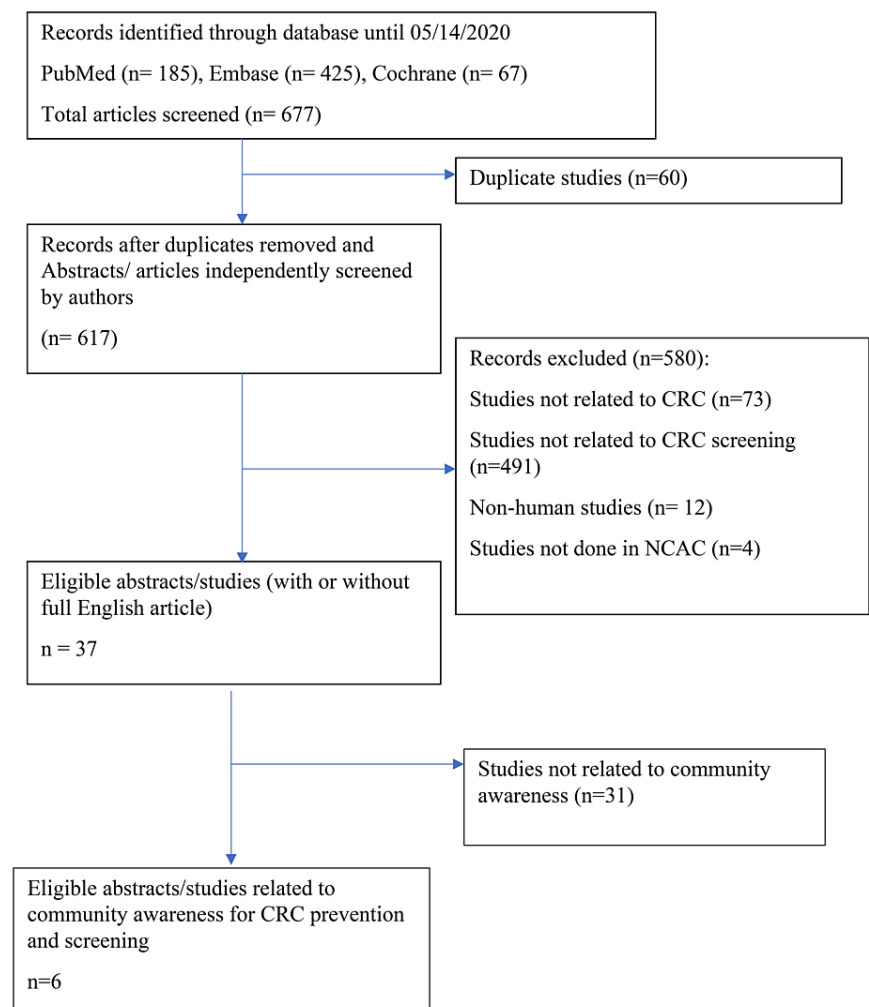 Records identified through database until 05/14/2020
PubMed (n= 185), Embase (n= 425), Cochrane (n= 67)
Total articles screened (n= 677)
Duplicate studies (n=60)
Records after duplicates removed and
Abstracts/ articles independently screened
by authors
(n= 617)
Records excluded (n=580):
Studies not related to CRC (n=73)
Studies not related to CRC screening
(n=491)
Non-human studies (n= 12)
Studies not done in NCAC (n=4)
Eligible abstracts/studies (with or without
full English article)
n = 37
Studies not related to community
awareness (n=31)
Eligible abstracts/studies related to
community awareness for CRC prevention
and screening
n=6